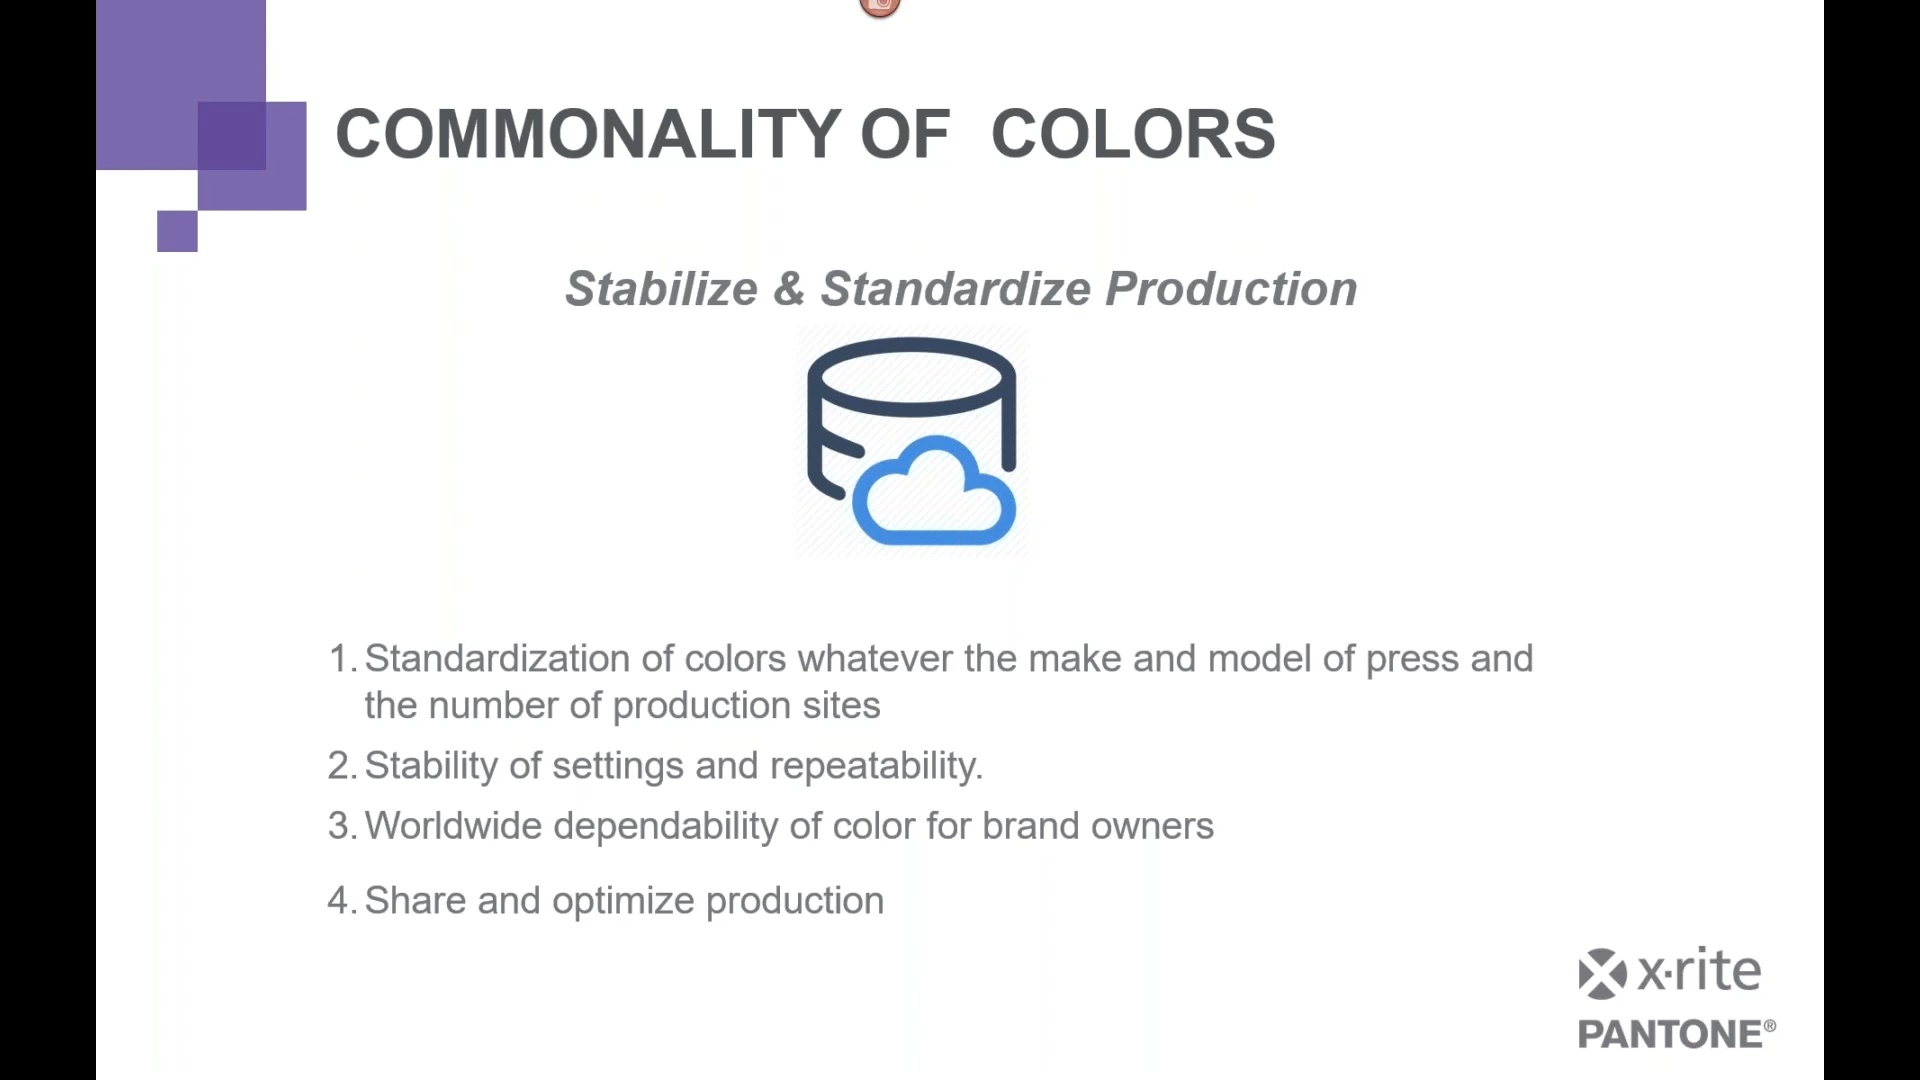 COMMONALITY OF  COLORS
Stabilize & Standardize Production
1. Standardization of colors whatever the make and model of press and
the number of production sites
2. Stability of settings and repeatability.
3. Worldwide dependability of color for brand owners
4. Share and optimize production
x·rite
PANTONE®